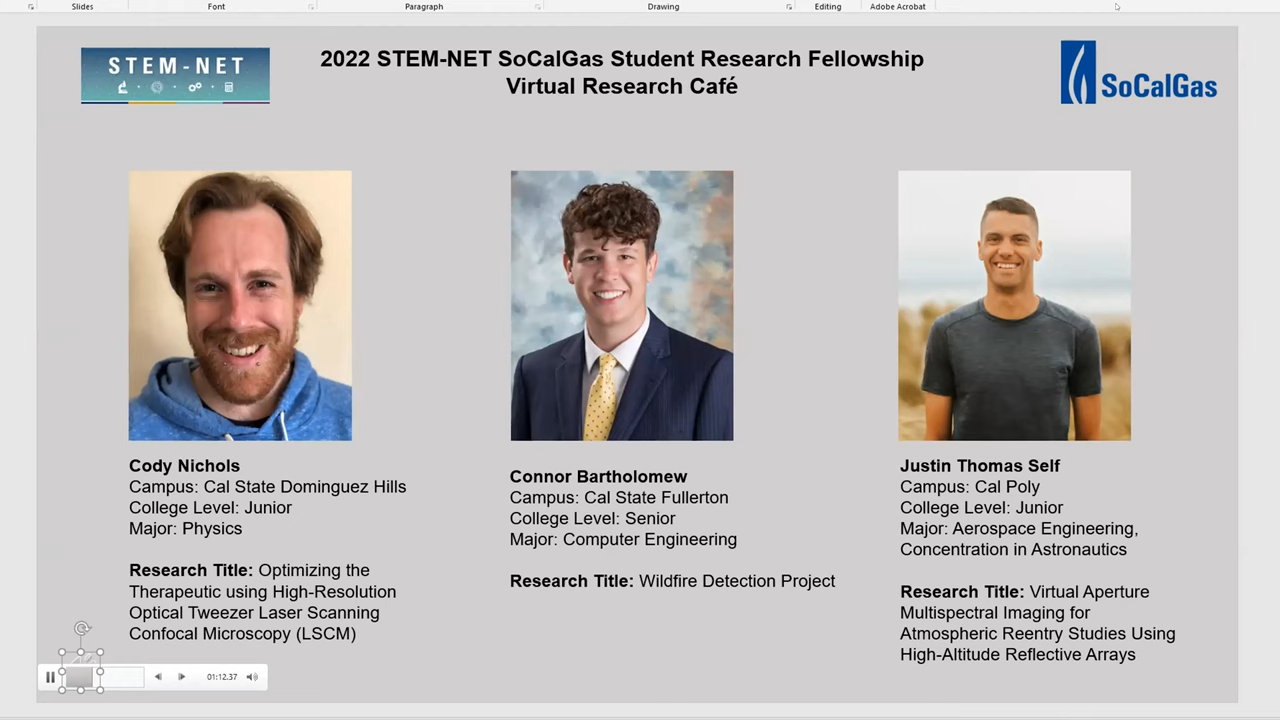 Slides
Font
Paragraph
Drawing
Editing
Adobe Acrobat
STEM-NET
2022 STEM-NET SoCalGas Student Research Fellowship
Virtual Research Café
SoCalGas
Cody Nichols
Campus: Cal State Dominguez Hills
College Level: Junior
Major: Physics
Research Title: Optimizing the
Therapeutic using High-Resolution
Optical Tweezer Laser Scanning
Confocal Microscopy (LSCM)
Connor Bartholomew
Campus: Cal State Fullerton
College Level: Senior
Major: Computer Engineering
Research Title: Wildfire Detection Project
Justin Thomas Self
Campus: Cal Poly
College Level: Junior
Major: Aerospace Engineering,
Concentration in Astronautics
Research Title: Virtual Aperture
Multispectral Imaging for
Atmospheric Reentry Studies Using
High-Altitude Reflective Arrays
01:12.37